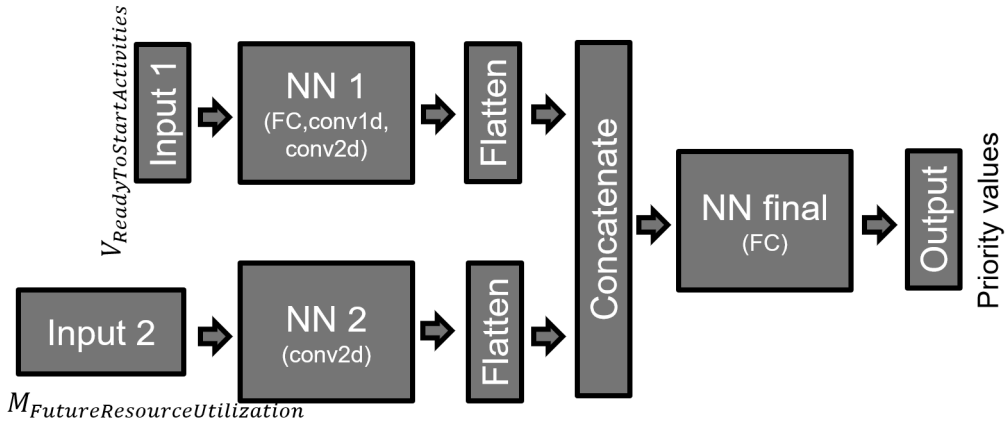 V_ReadyToStartActivities
Input 1
NN 1
(FC,conv1d,
conv2d)
Flatten
Concatenate
NN final
(FC)
Output
Priority values
Input 2
M_FutureResourceUtilization
NN 2
(conv2d)
Flatten